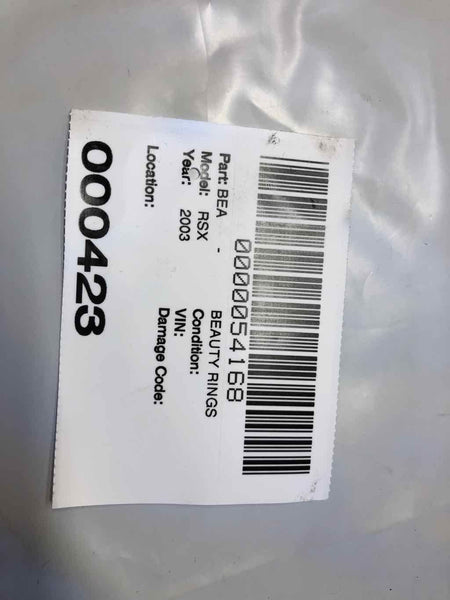 0000054168
Part: BEA - BEAUTY RINGS
Model: RSX Condition:
Year: 2003 VIN:
Damage Code:
Location:
000423